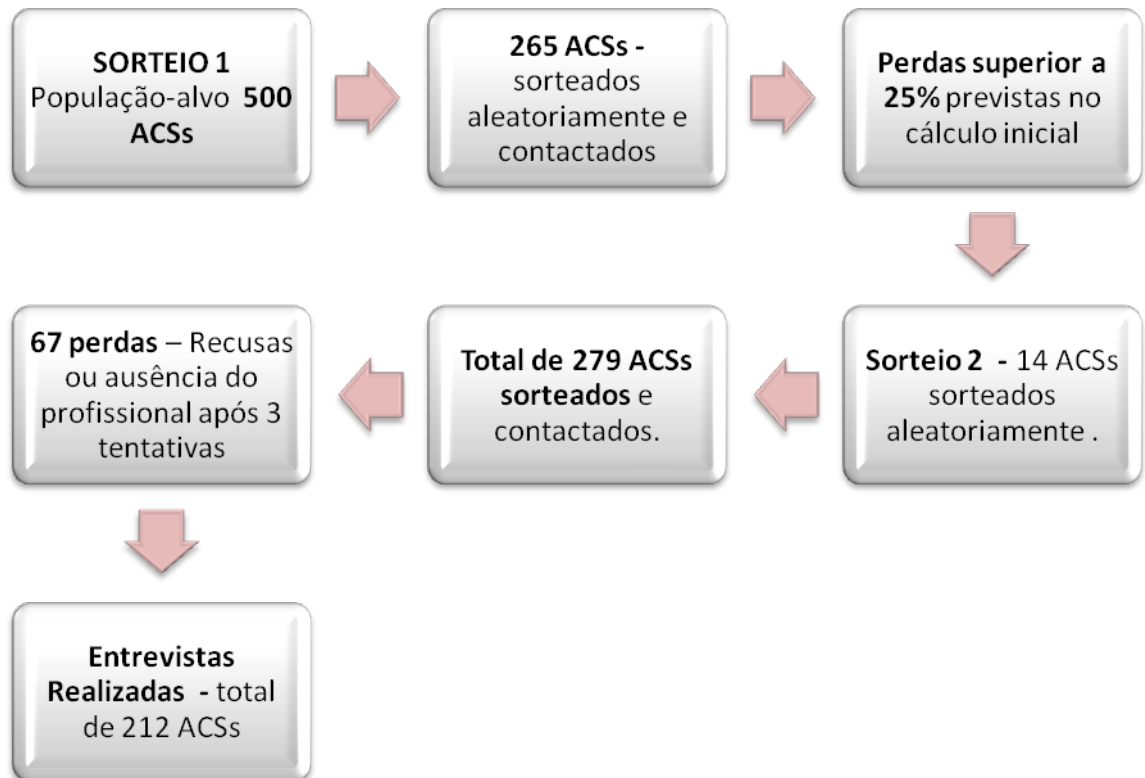 SORTEIO 1
População-alvo 500
ACSs
265 ACSs -
sorteados
aleatoriamente e
contactados
Perdas superior a
25% previstas no
cálculo inicial
Sorteio 2 - 14 ACSs
sorteados
aleatoriamente .
Total de 279 ACSs
sorteados e
contactados.
67 perdas – Recusas
ou ausência do
profissional após 3
tentativas
Entrevistas
Realizadas - total
de 212 ACSs